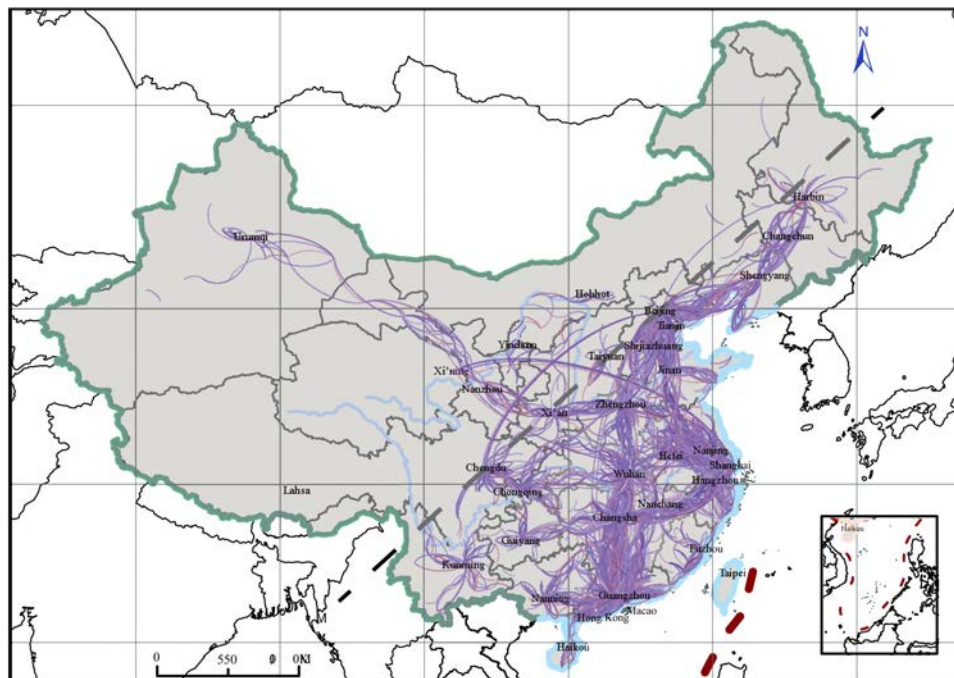 N
Harbin
Changchun
Urumqi
Shengyang
Hohhot
Beijing
Tianjin
Yinchuan
Shijiazhuang
Taiyuan
Jinan
Xi'ning
Nanzhou
Zhengzhou
Xi'an
Nanjing
Hefei
Shanghai
Chengdu
Wuhan
Hangzhou
Lahsa
Chongqing
Nanchang
Changsha
Guiyang
Fuzhou
Haikou
Kunming
Taipei
Nanning
Guangzhou
Macao
Hong Kong
M
Haikou
0
550